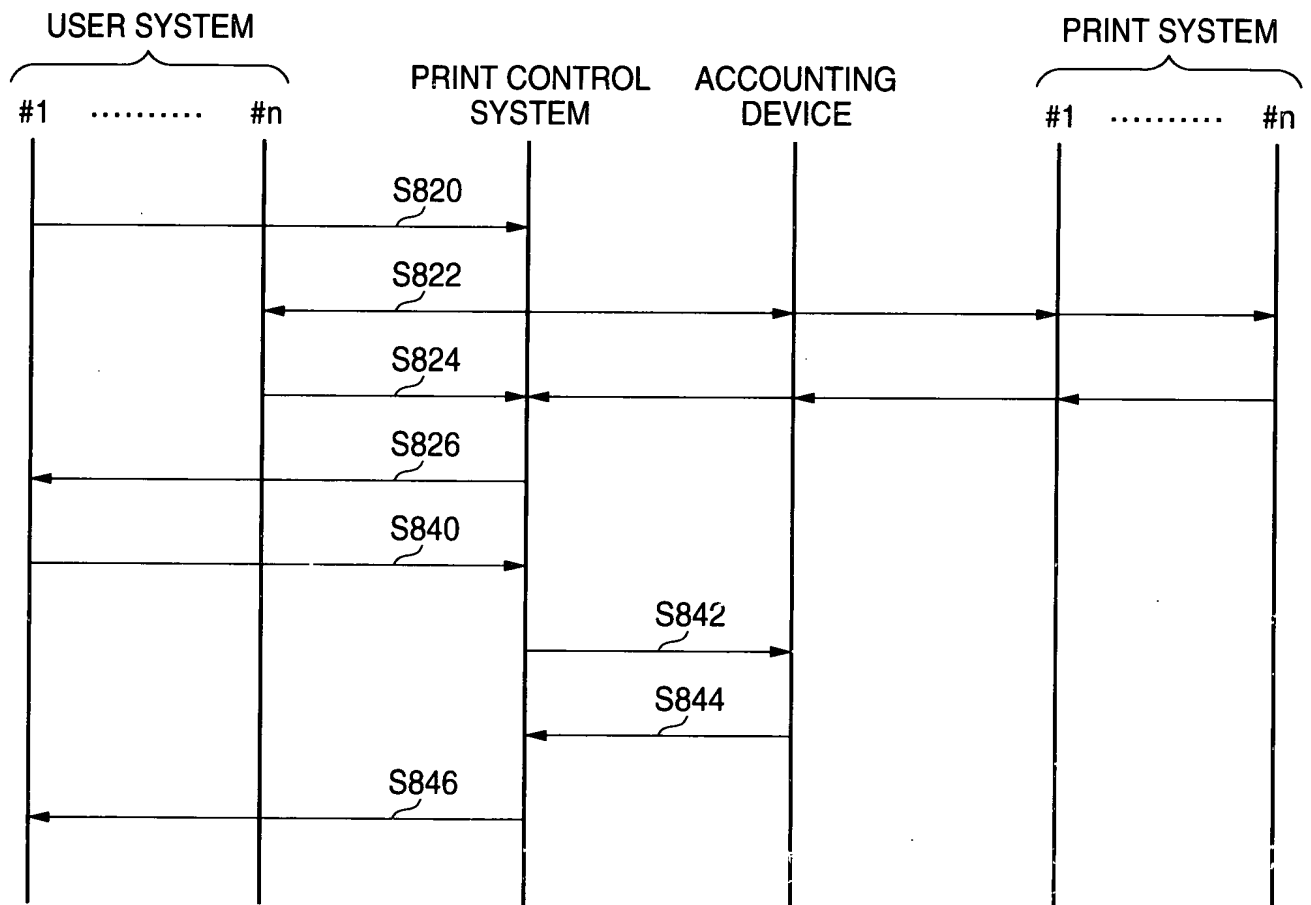 USER SYSTEM
PRINT SYSTEM
PRINT CONTROL
SYSTEM
ACCOUNTING
DEVICE
#1 .......... #n
#1 .......... #n
S820
S822
S824
S826
S840
S842
S844
S846